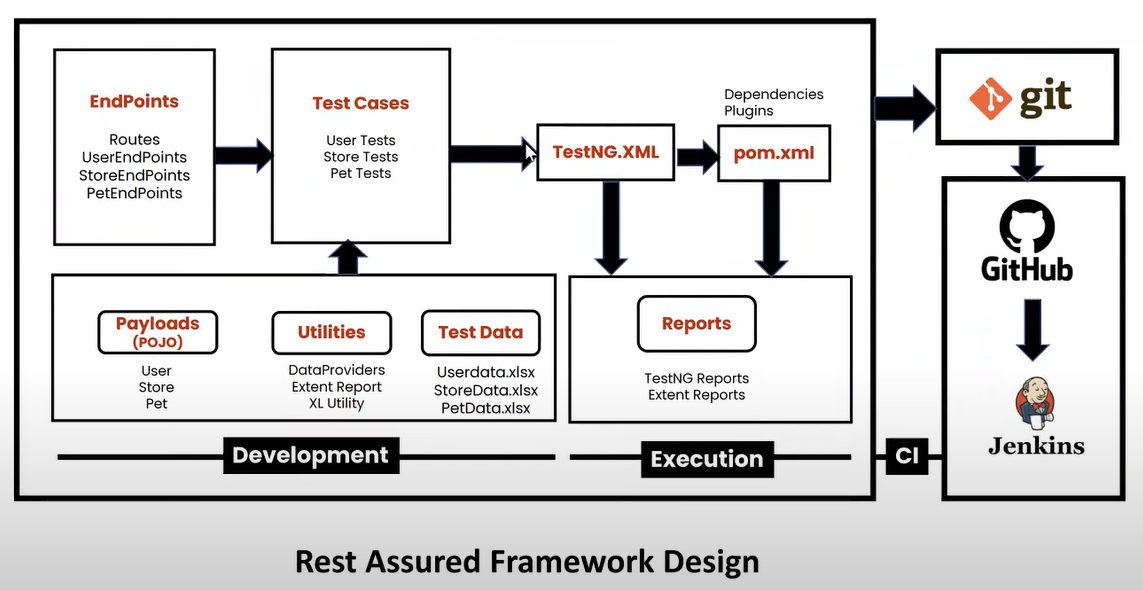 EndPoints
Routes
UserEndPoints
StoreEndPoints
PetEndPoints
Test Cases
User Tests
Store Tests
Pet Tests
TestNG.XML
Dependencies
Plugins
pom.xml
git
GitHub
Jenkins
Payloads
(POJO)
User
Store
Pet
Utilities
DataProviders
Extent Report
XL Utility
Test Data
Userdata.xlsx
StoreData.xlsx
PetData.xlsx
Reports
TestNG Reports
Extent Reports
Development
Execution
CI
Rest Assured Framework Design